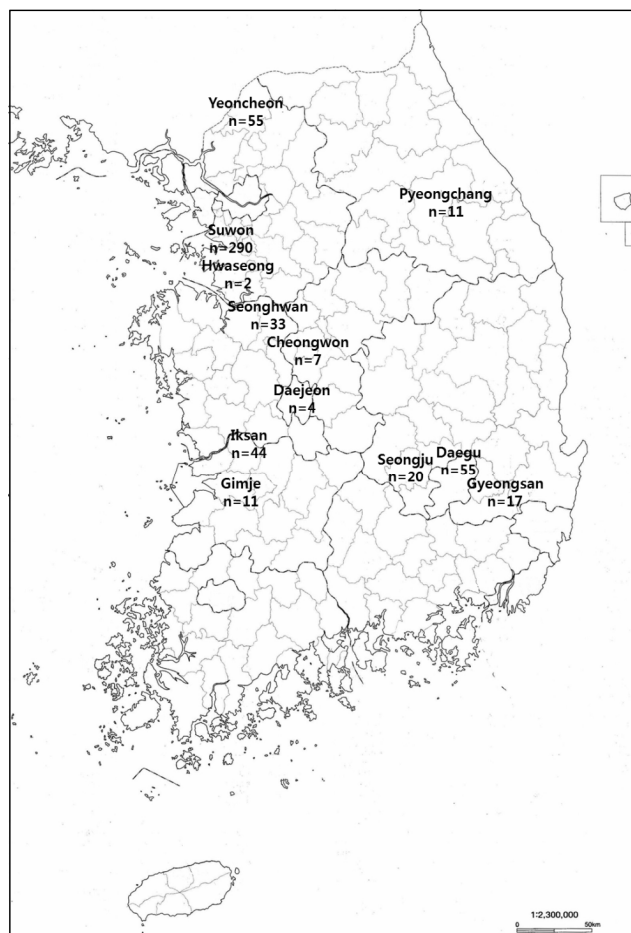 Yeoncheon
n=55
Pyeongchang
n=11
Suwon
n=290
Hwaseong
n=2
Seonghwan
n=33
Cheongwon
n=7
Daejeon
n=4
Iksan
n=44
Seongju
n=20
Daegu
n=55
Gyeongsan
n=17
Gimje
n=11
1:2,300,000
0 50km